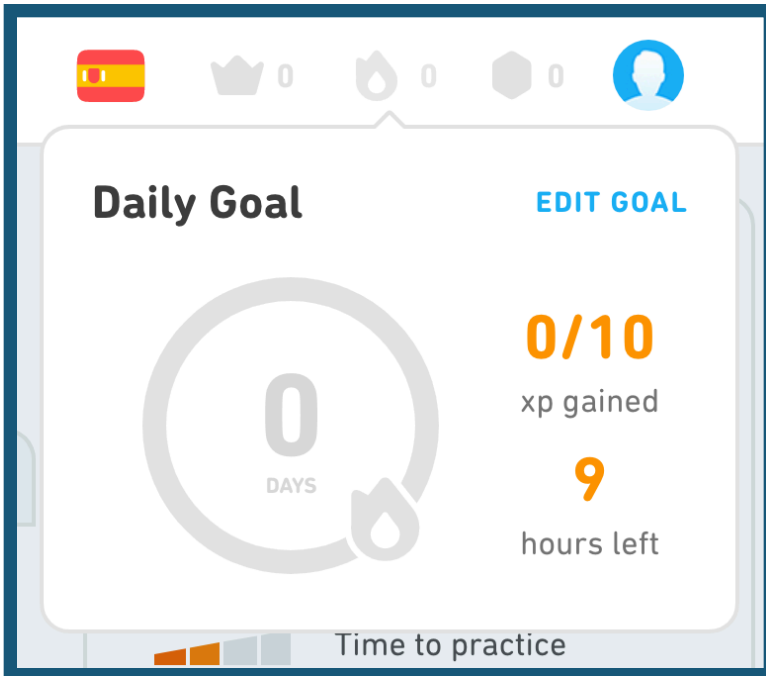 0 0 0
Daily Goal EDIT GOAL
0/10
xp gained
0
DAYS
9
hours left
Time to practice